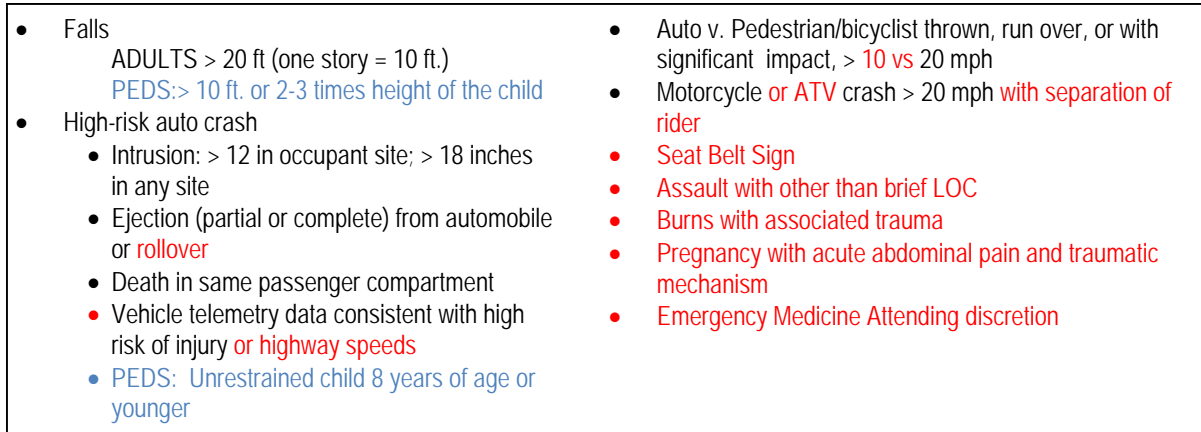 • Falls
ADULTS > 20 ft (one story = 10 ft.)
PEDS:> 10 ft. or 2-3 times height of the child
• High-risk auto crash
• Intrusion: > 12 in occupant site; > 18 inches
in any site
• Ejection (partial or complete) from automobile
or rollover
• Death in same passenger compartment
• Vehicle telemetry data consistent with high
risk of injury or highway speeds
• PEDS: Unrestrained child 8 years of age or
younger
• Auto v. Pedestrian/bicyclist thrown, run over, or with
significant impact, > 10 vs 20 mph
• Motorcycle or ATV crash > 20 mph with separation of
rider
• Seat Belt Sign
• Assault with other than brief LOC
• Burns with associated trauma
• Pregnancy with acute abdominal pain and traumatic
mechanism
• Emergency Medicine Attending discretion